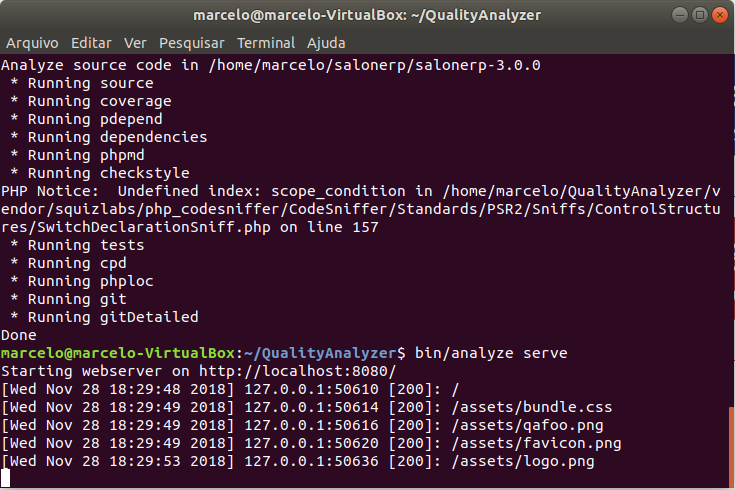 marcelo@marcelo-VirtualBox: ~/QualityAnalyzer
Arquivo Editar Ver Pesquisar Terminal Ajuda
Analyze source code in /home/marcelo/salonerp/salonerp-3.0.0
 * Running source
 * Running coverage
 * Running pdepend
 * Running dependencies
 * Running phpmd
 * Running checkstyle
PHP Notice:  Undefined index: scope_condition in /home/marcelo/QualityAnalyzer/v
endor/squizlabs/php_codesniffer/CodeSniffer/Standards/PSR2/Sniffs/ControlStructu
res/SwitchDeclarationSniff.php on line 157
 * Running tests
 * Running cpd
 * Running phploc
 * Running git
 * Running gitDetailed
Done
marcelo@marcelo-VirtualBox:~/QualityAnalyzer$ bin/analyze serve
Starting webserver on http://localhost:8080/
[Wed Nov 28 18:29:48 2018] 127.0.0.1:50610 [200]: /
[Wed Nov 28 18:29:49 2018] 127.0.0.1:50614 [200]: /assets/bundle.css
[Wed Nov 28 18:29:49 2018] 127.0.0.1:50616 [200]: /assets/qafoo.png
[Wed Nov 28 18:29:49 2018] 127.0.0.1:50620 [200]: /assets/favicon.png
[Wed Nov 28 18:29:53 2018] 127.0.0.1:50636 [200]: /assets/logo.png